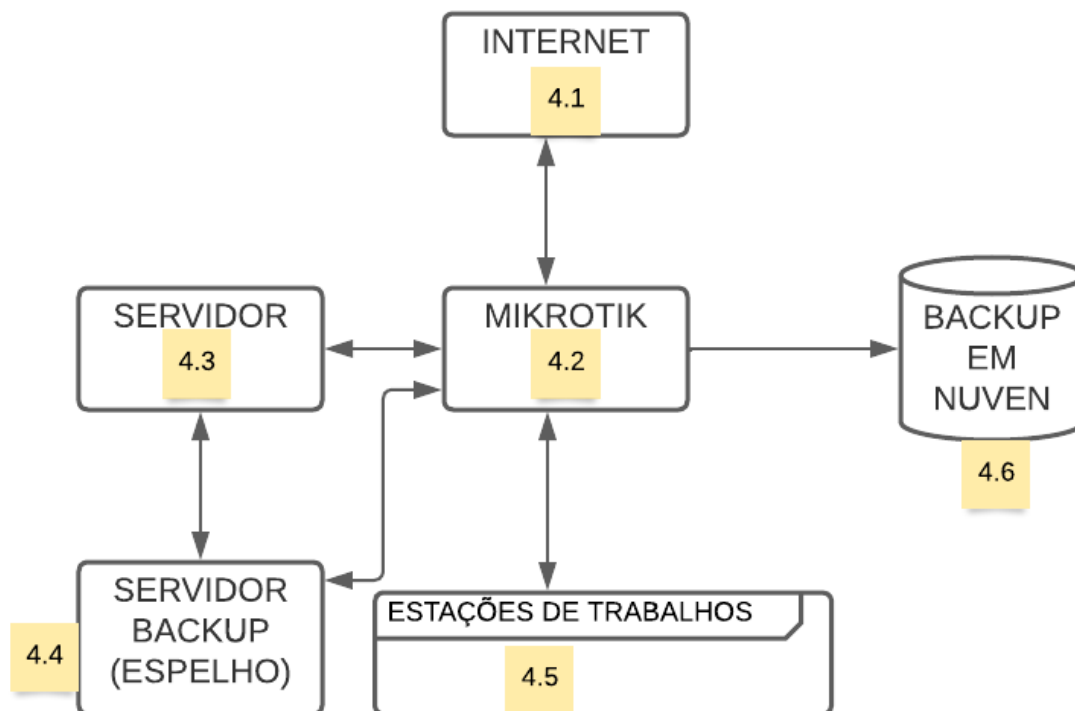 INTERNET
4.1
SERVIDOR
4.3
MIKROTIK
4.2
BACKUP
EM
NUVEN
4.6
SERVIDOR
BACKUP
(ESPELHO)
4.4
ESTAÇÕES DE TRABALHOS
4.5